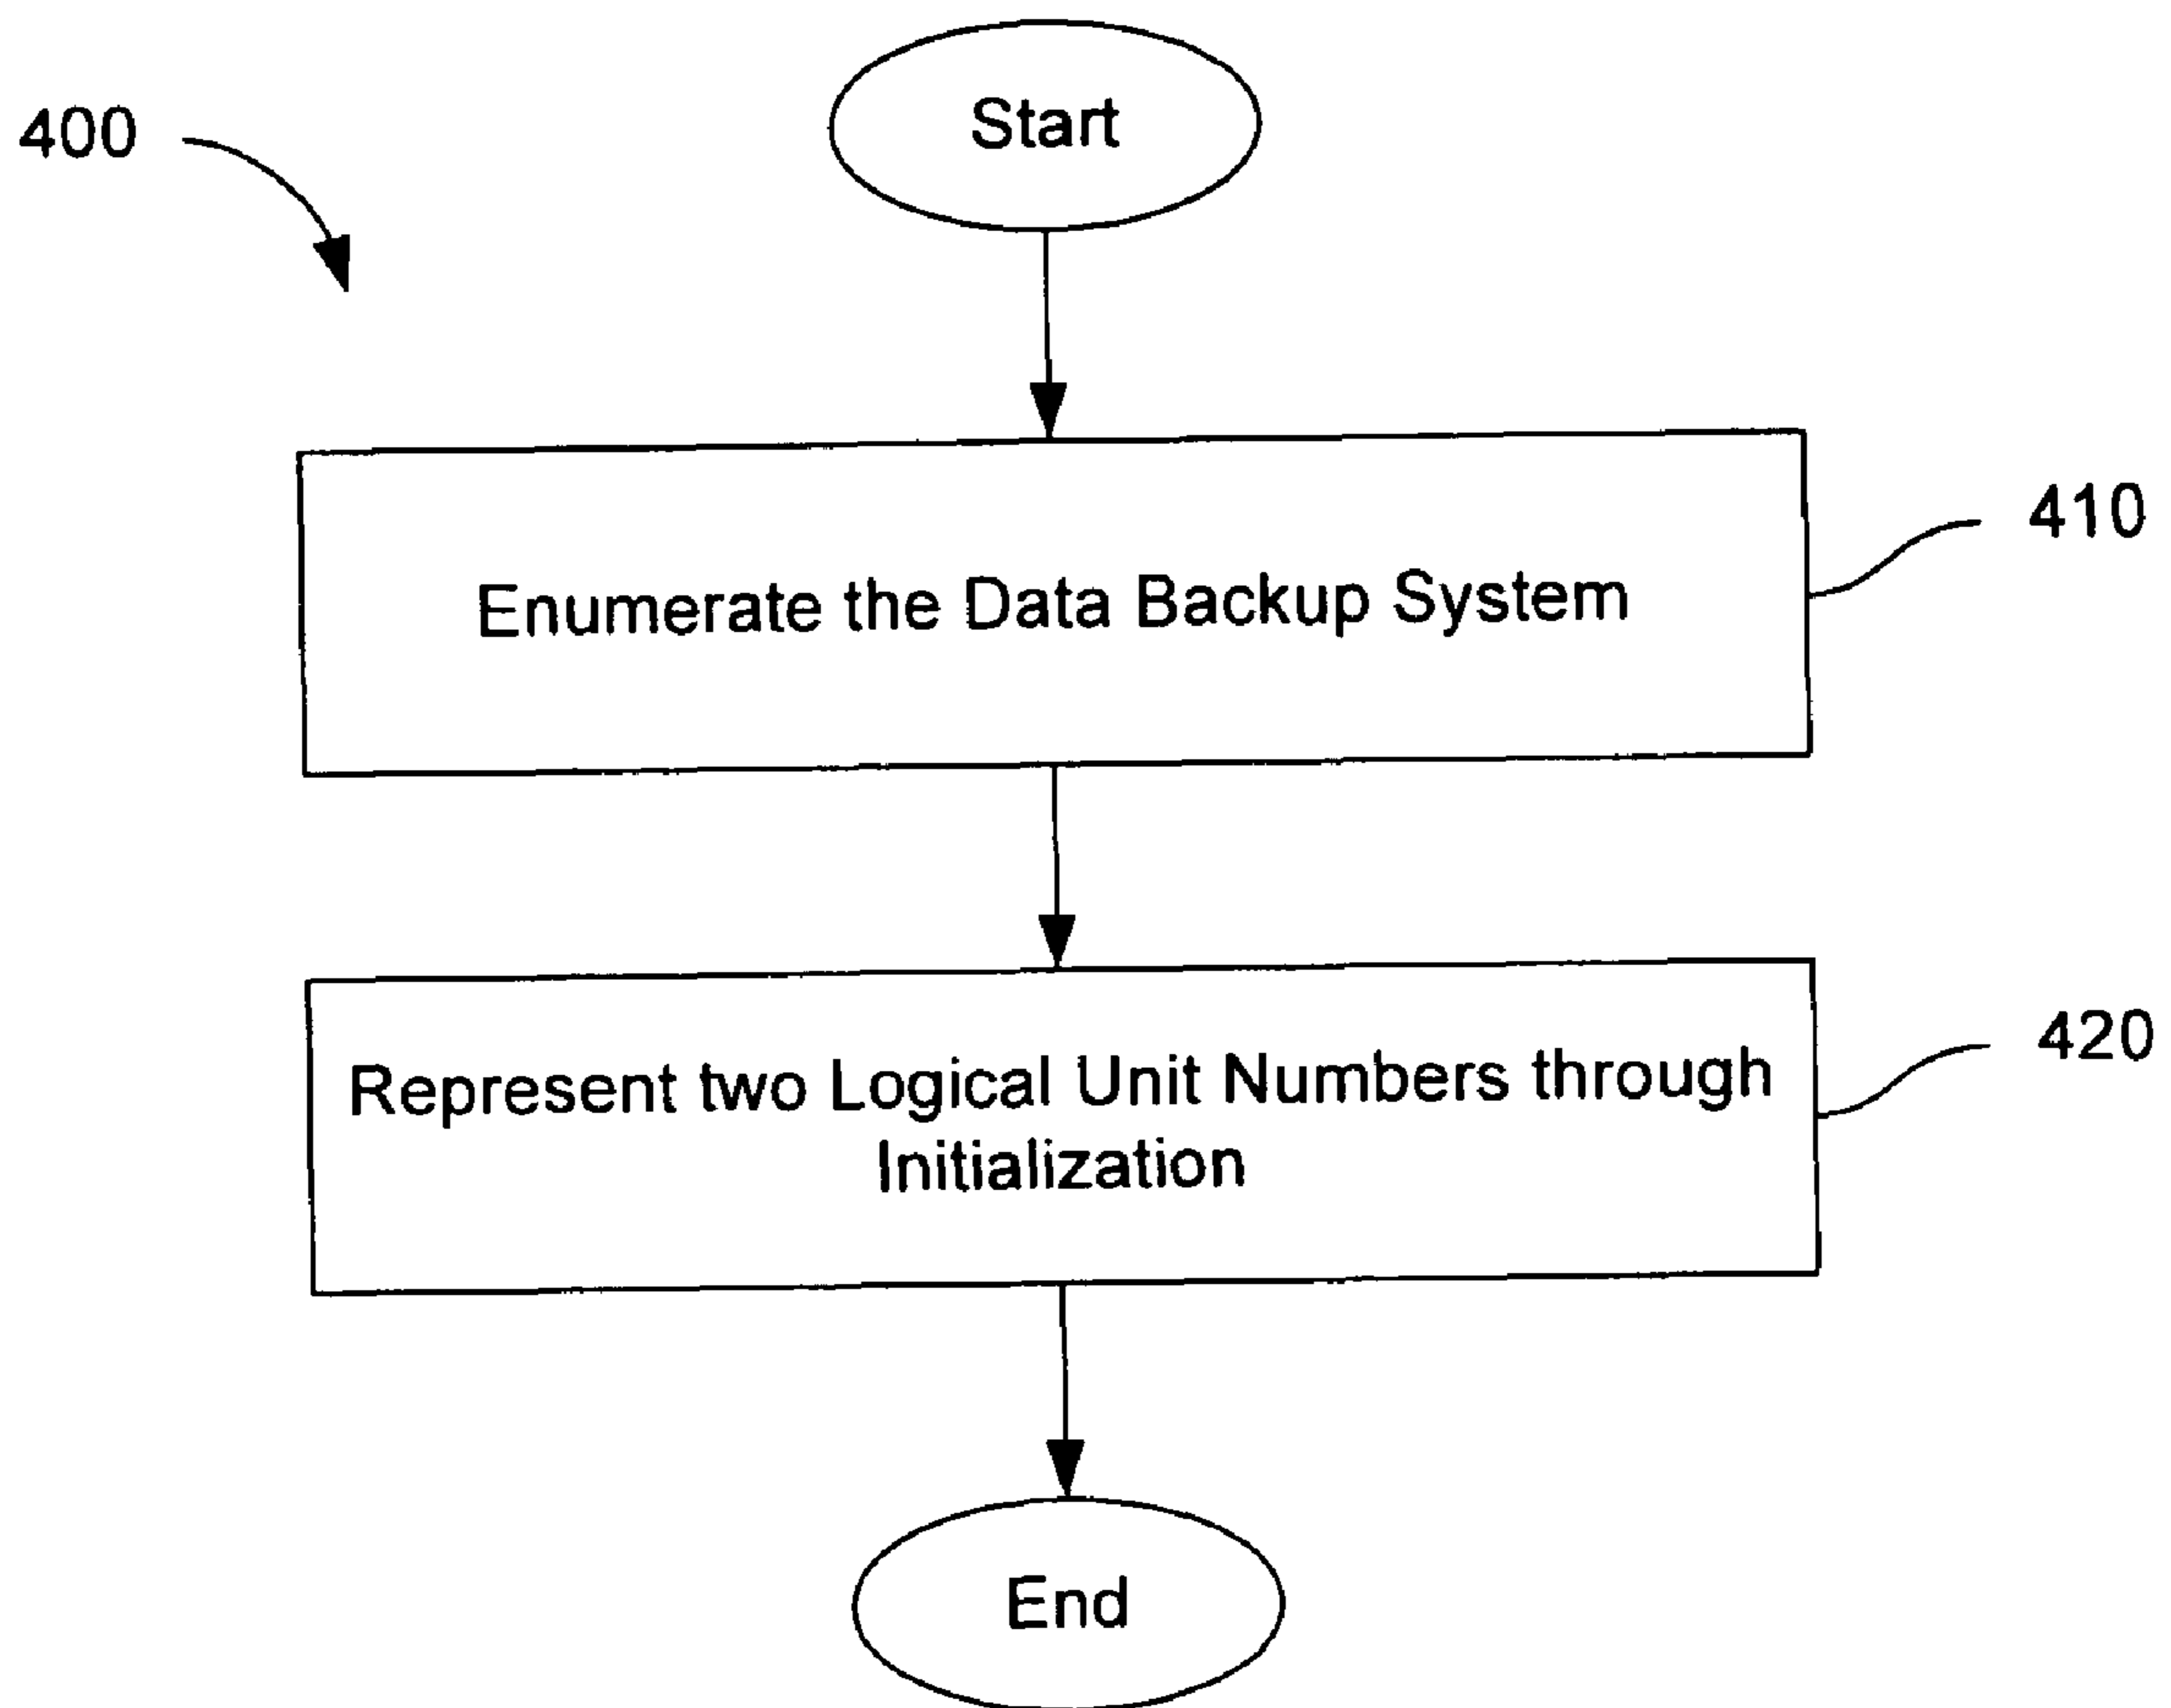 Start
400
410
Enumerate the Data Backup System
420
Represent two Logical Unit Numbers through
Initialization
End